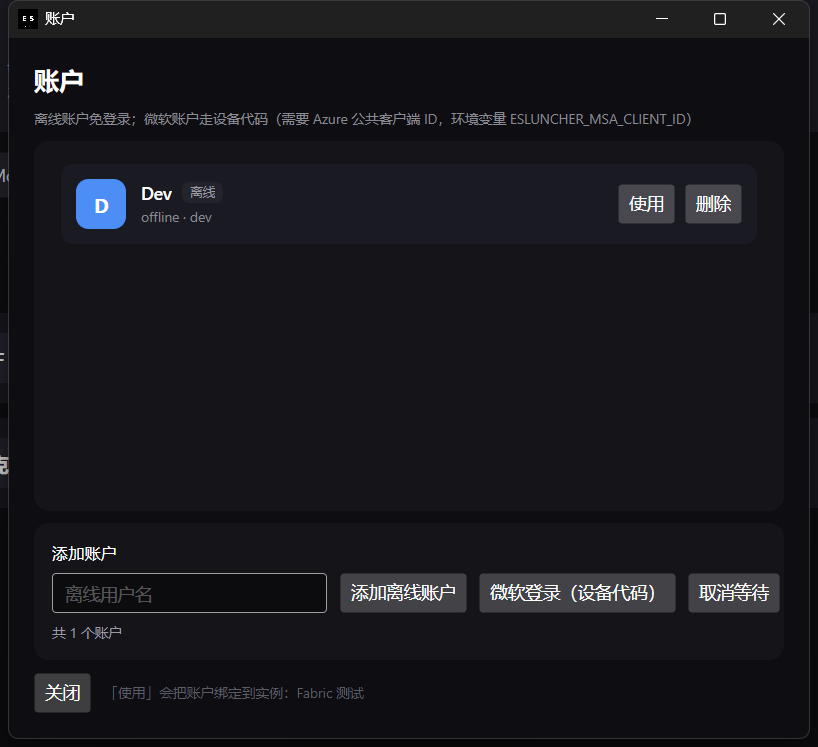 ES 账户
账户
离线账户免登录；微软账户走设备代码（需要 Azure 公共客户端 ID，环境变量 ESLUNCHER_MSA_CLIENT_ID）
D
Dev 离线
offline · dev
使用 删除
添加账户
离线用户名 添加离线账户 微软登录（设备代码） 取消等待
共 1 个账户
关闭 「使用」会把账户绑定到实例：Fabric 测试